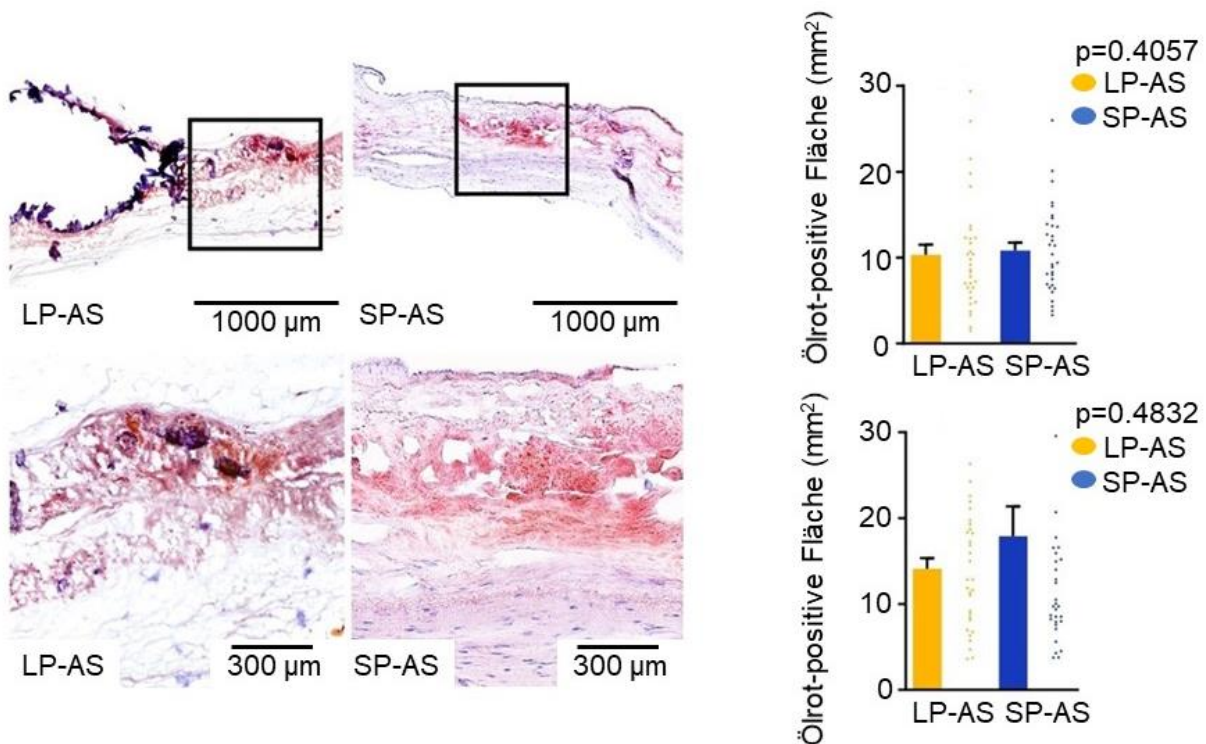 LP-AS
1000 µm
SP-AS
1000 µm
LP-AS
300 µm
SP-AS
300 µm
p=0.4057
LP-AS
SP-AS
Ölrot-positive Fläche (mm²)
30
20
10
0
LP-AS SP-AS
p=0.4832
LP-AS
SP-AS
Ölrot-positive Fläche (mm²)
30
20
10
0
LP-AS SP-AS